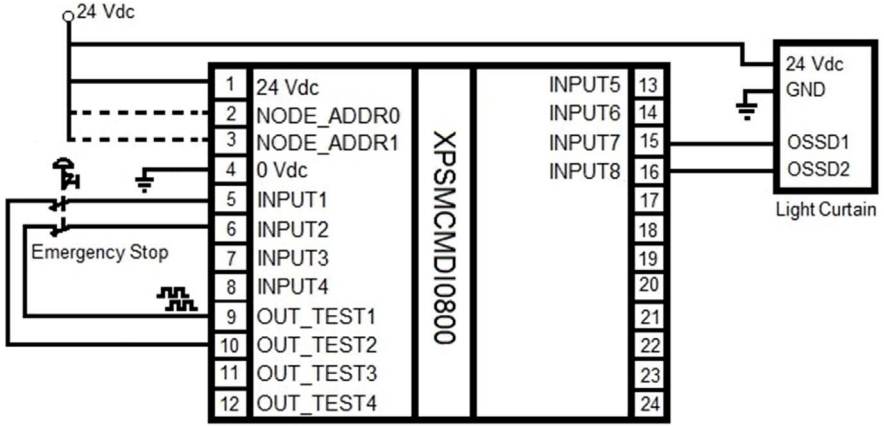 24 Vdc
1 24 Vdc
2 NODE_ADDR0
3 NODE_ADDR1
4 0 Vdc
5 INPUT1
6 INPUT2
7 INPUT3
8 INPUT4
9 OUT_TEST1
10 OUT_TEST2
11 OUT_TEST3
12 OUT_TEST4
Emergency Stop
XPSMCMDI0800
INPUT5 13
INPUT6 14
INPUT7 15
INPUT8 16
17
18
19
20
21
22
23
24
24 Vdc
GND
OSSD1
OSSD2
Light Curtain